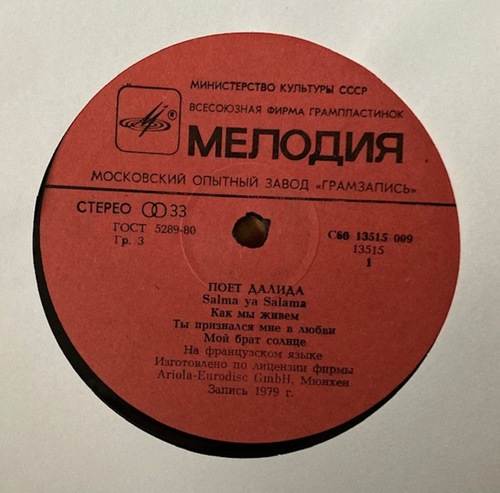 МИНИСТЕРСТВО КУЛЬТУРЫ СССР
ВСЕСОЮЗНАЯ ФИРМА ГРАМПЛАСТИНОК
®
МЕЛОДИЯ
МОСКОВСКИЙ ОПЫТНЫЙ ЗАВОД «ГРАМЗАПИСЬ»
СТЕРЕО 33
ГОСТ 5289-80
Гр. 3
С60 13515 009
13515
1
ПОЕТ ДАЛИДА
Salma ya Salama
Как мы живем
Ты признался мне в любви
Мой брат солнце
На французском языке
Изготовлено по лицензии фирмы
Ariola-Eurodisc GmbH, Мюнхен
Запись 1979 г.